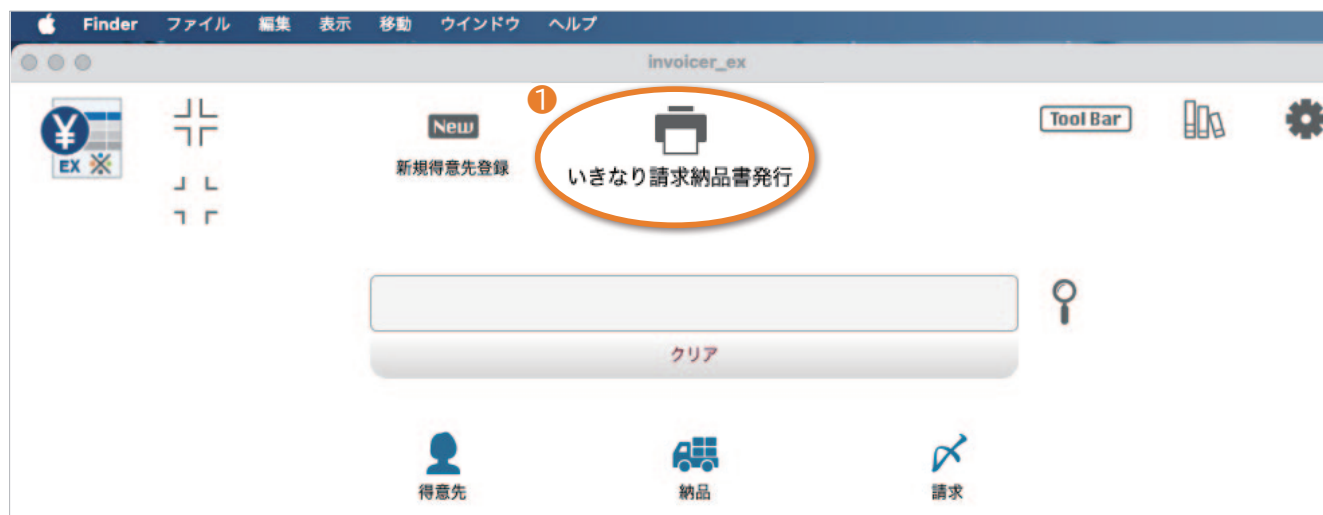 Finder ファイル 編集 表示 移動 ウインドウ ヘルプ
invoicer_ex
¥
EX ※
New
新規得意先登録
1
いきなり請求納品書発行
Tool Bar
クリア
得意先
納品
請求